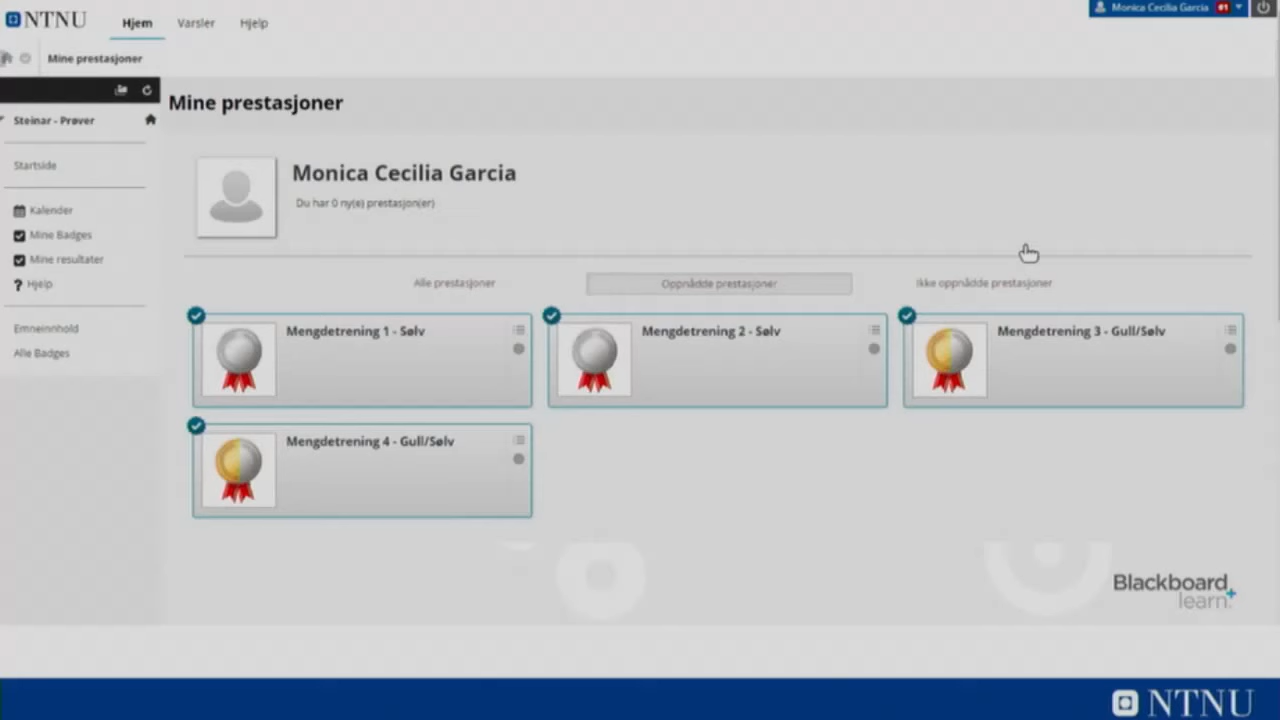 NTNU
Hjem Varsler Hjelp
Monica Cecilia Garcia
Mine prestasjoner
Steinar - Prøver
Mine prestasjoner
Startside
Monica Cecilia Garcia
Du har 0 ny(e) prestasjon(er)
Kalender
Mine Badges
Mine resultater
Hjelp
Emneinnhold
Alle Badges
Alle prestasjoner Oppnådde prestasjoner Ikke oppnådde prestasjoner
Mengdetrening 1 - Sølv
Mengdetrening 2 - Sølv
Mengdetrening 3 - Gull/Sølv
Mengdetrening 4 - Gull/Sølv
Blackboard
learn
NTNU